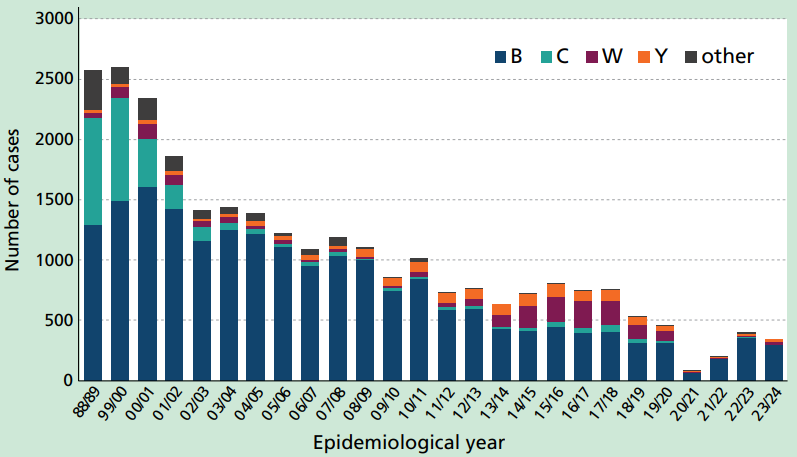 3000
B C W Y other
2500
2000
1500
1000
500
0
Number of cases
88/89 99/00 00/01 01/02 02/03 03/04 04/05 05/06 06/07 07/08 08/09 09/10 10/11 11/12 12/13 13/14 14/15 15/16 16/17 17/18 18/19 19/20 20/21 21/22 22/23 23/24
Epidemiological year